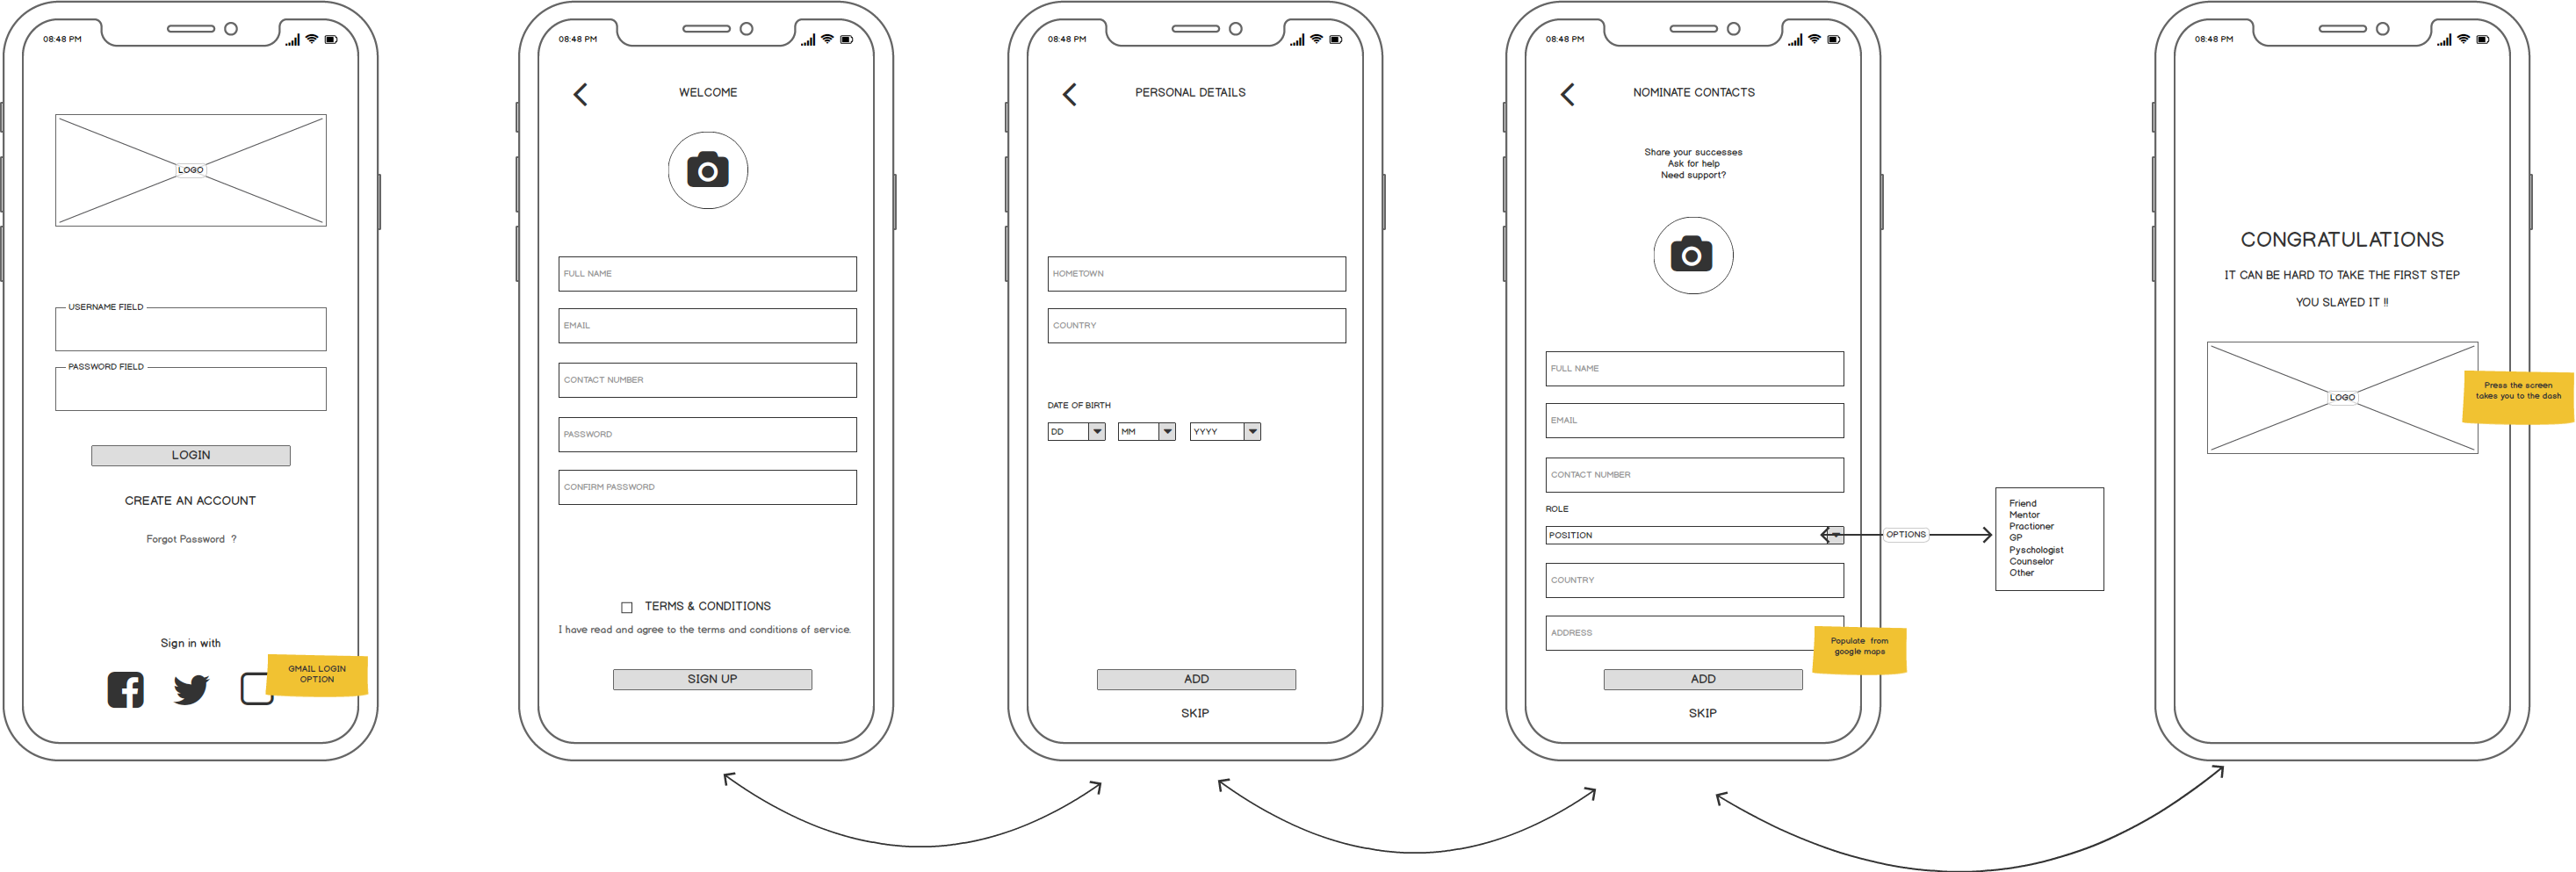 08:48 PM
LOGO
USERNAME FIELD
PASSWORD FIELD
LOGIN
CREATE AN ACCOUNT
Forgot Password ?
Sign in with
GMAIL LOGIN
OPTION
08:48 PM
WELCOME
FULL NAME
EMAIL
CONTACT NUMBER
PASSWORD
CONFIRM PASSWORD
TERMS & CONDITIONS
I have read and agree to the terms and conditions of service.
SIGN UP
08:48 PM
PERSONAL DETAILS
HOMETOWN
COUNTRY
DATE OF BIRTH
DD MM YYYY
ADD
SKIP
08:48 PM
NOMINATE CONTACTS
Share your successes
Ask for help
Need support?
FULL NAME
EMAIL
CONTACT NUMBER
ROLE
POSITION
COUNTRY
ADDRESS
Populate from
google maps
ADD
SKIP
OPTIONS
Friend
Mentor
Practioner
GP
Pyschologist
Counselor
Other
08:48 PM
CONGRATULATIONS
IT CAN BE HARD TO TAKE THE FIRST STEP
YOU SLAYED IT !!
LOGO
Press the screen
takes you to the dash